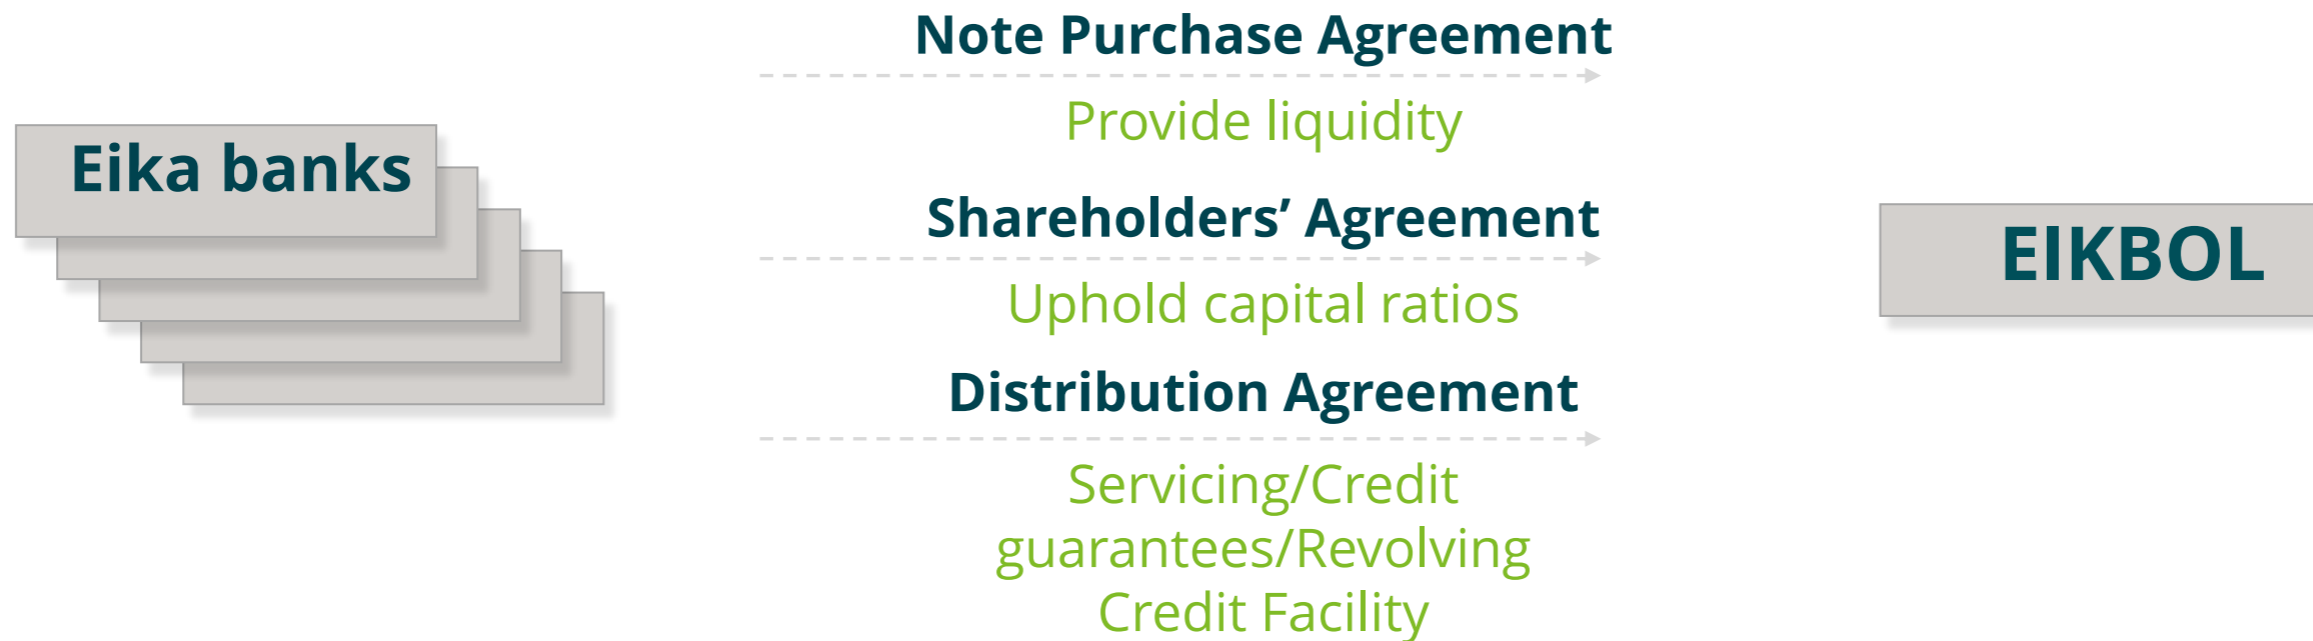 Eika banks
Note Purchase Agreement
Provide liquidity
Shareholders’ Agreement
Uphold capital ratios
Distribution Agreement
Servicing/Credit
guarantees/Revolving
Credit Facility
EIKBOL